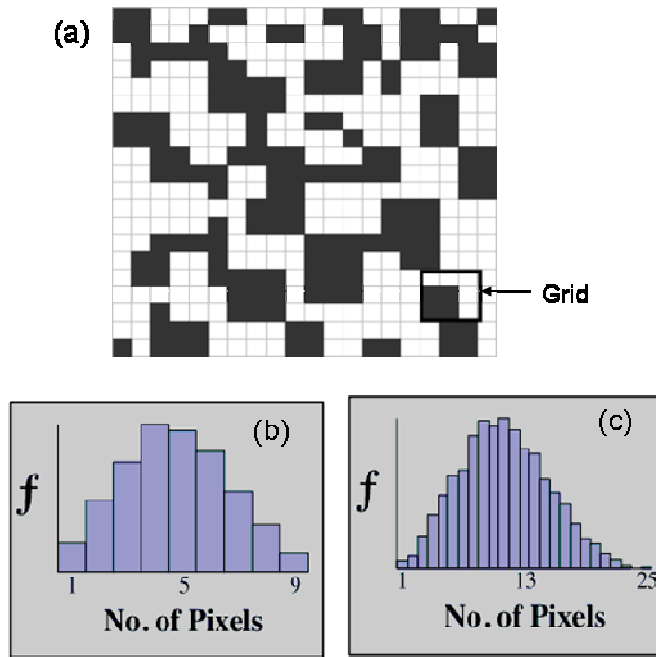 (a)
Grid
(b)
f
1 5 9
No. of Pixels
(c)
f
1 13 25
No. of Pixels